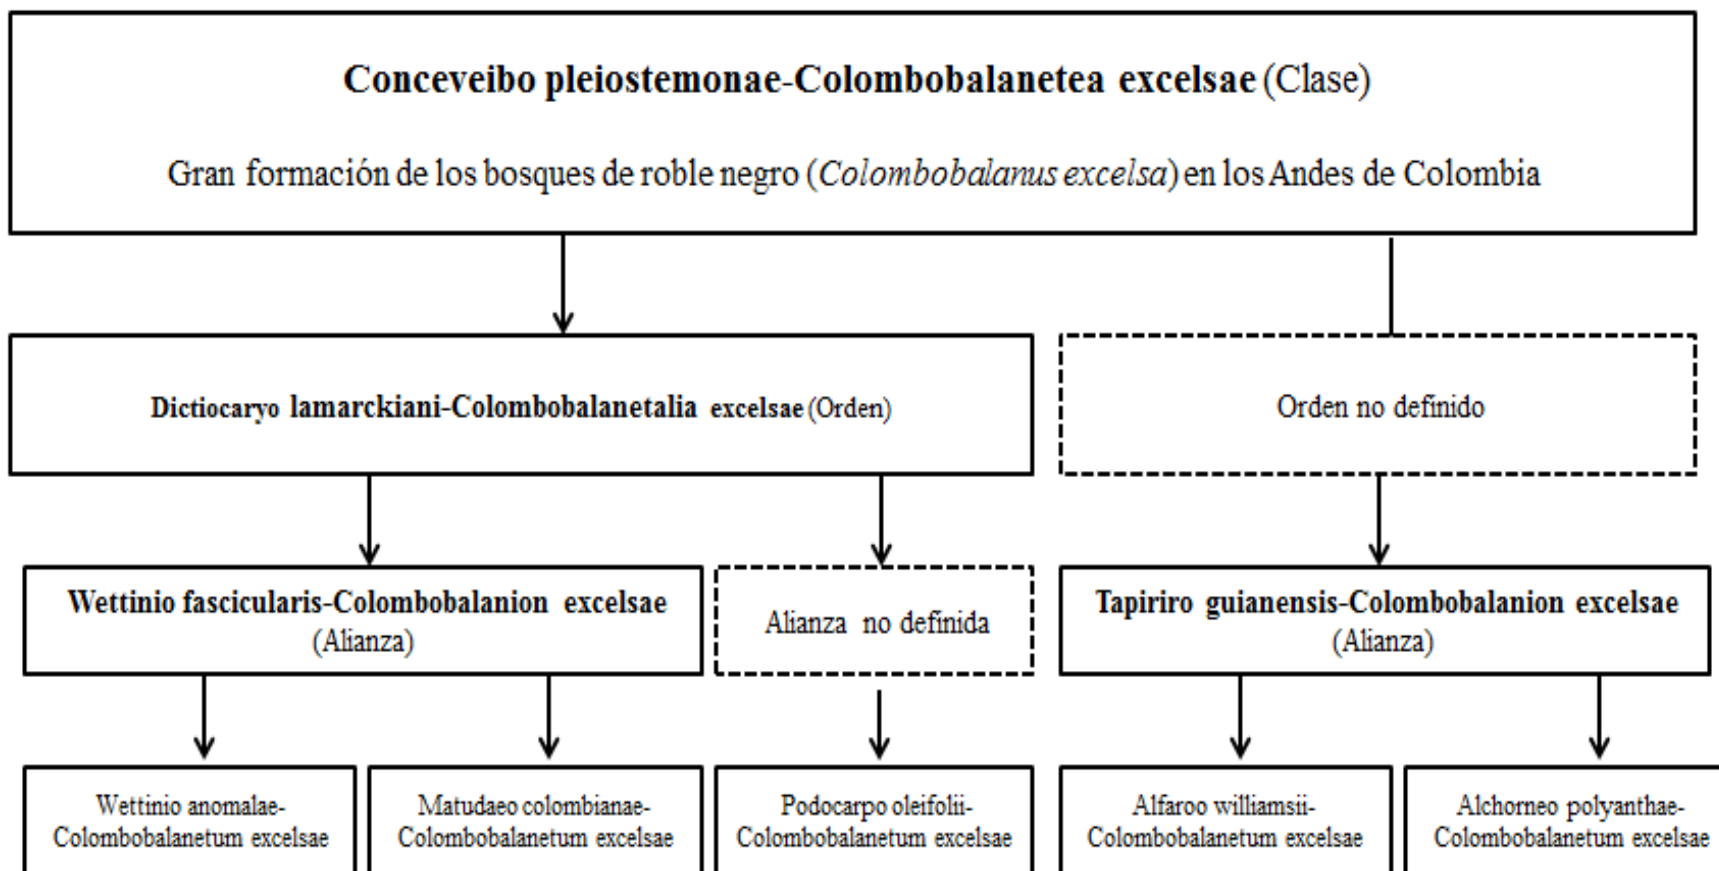 Conceveibo pleiostemonae-Colombobalanetea excelsae (Clase)
Gran formación de los bosques de roble negro (Colombobalanus excelsa) en los Andes de Colombia
Dictiocaryo lamarckiani-Colombobalanetalia excelsae (Orden)
Orden no definido
Wettinio fascicularis-Colombobalanion excelsae
(Alianza)
Alianza no definida
Tapiriro guianensis-Colombobalanion excelsae
(Alianza)
Wettinio anomalae-
Colombobalanetum excelsae
Matudaeo colombianae-
Colombobalanetum excelsae
Podocarpo oleifolii-
Colombobalanetum excelsae
Alfaroo williamsii-
Colombobalanetum excelsae
Alchorneo polyanthae-
Colombobalanetum excelsae